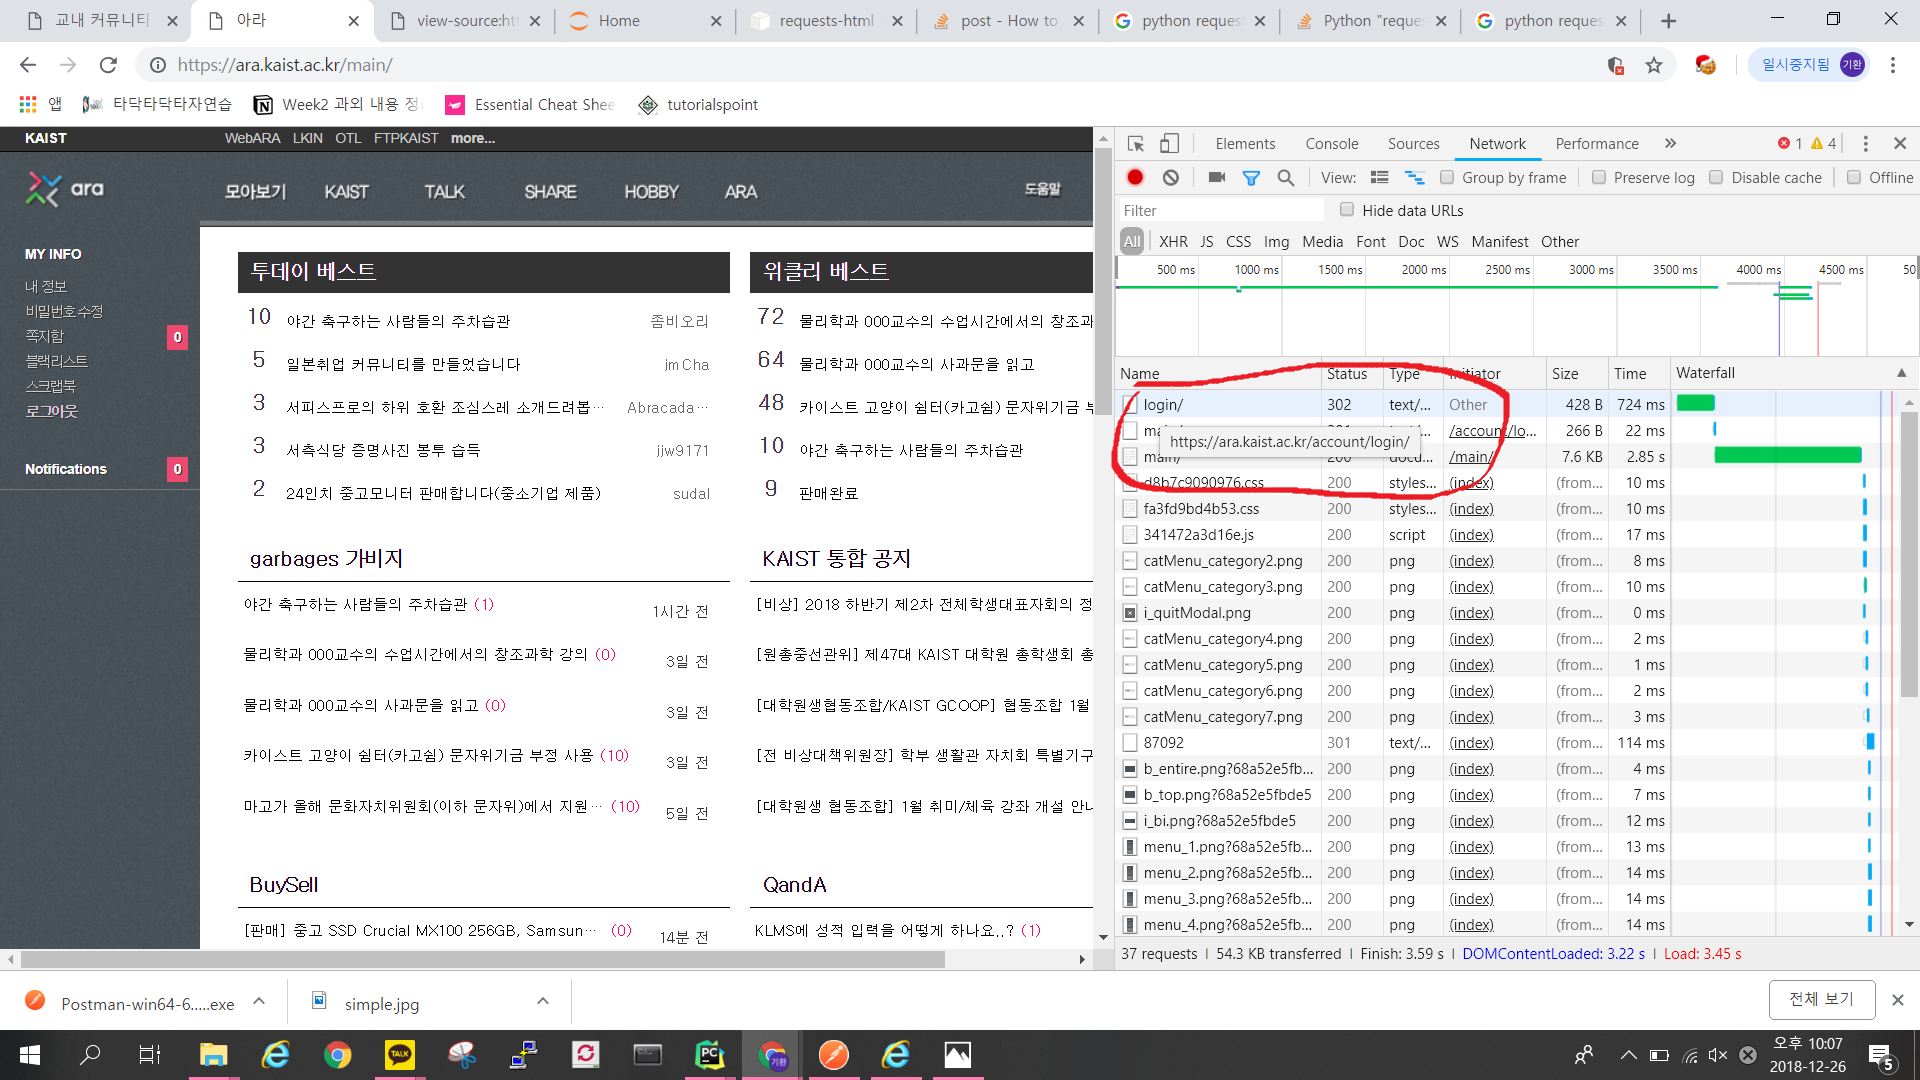 교내 커뮤니티
아라
view-source:ht
Home
requests-html
post - How to
python reques
Python "reque
python reques
https://ara.kaist.ac.kr/main/
일시중지됨
기환
앱
타닥타닥타자연습
Week2 과외 내용 정
Essential Cheat Shee
tutorialspoint
KAIST
WebARA LKIN OTL FTPKAIST more...
ara
모아보기 KAIST TALK SHARE HOBBY ARA 도움말
MY INFO
내 정보
비밀번호 수정
쪽지함 0
블랙리스트
스크랩북
로그아웃
Notifications 0
투데이 베스트
10 야간 축구하는 사람들의 주차습관 좀비오리
5 일본취업 커뮤니티를 만들었습니다 jmCha
3 서피스프로의 하위 호환 조심스레 소개드려봅… Abracada…
3 서측식당 증명사진 봉투 습득 jjw9171
2 24인치 중고모니터 판매합니다(중소기업 제품) sudal
위클리 베스트
72 물리학과 OOO교수의 수업시간에서의 창조과
64 물리학과 OOO교수의 사과문을 읽고
48 카이스트 고양이 쉼터(카고쉼) 문자위기금 부
10 야간 축구하는 사람들의 주차습관
9 판매완료
garbages 가비지
야간 축구하는 사람들의 주차습관 (1) 1시간 전
물리학과 OOO교수의 수업시간에서의 창조과학 강의 (0) 3일 전
물리학과 OOO교수의 사과문을 읽고 (0) 3일 전
카이스트 고양이 쉼터(카고쉼) 문자위기금 부정 사용 (10) 3일 전
마고가 올해 문화자치위원회(이하 문자위)에서 지원… (10) 5일 전
KAIST 통합 공지
[비상] 2018 하반기 제2차 전체학생대표자회의 정
[원총중선관위] 제47대 KAIST 대학원 총학생회 총
[대학원생협동조합/KAIST GCOOP] 협동조합 1월
[전 비상대책위원장] 학부 생활관 자치회 특별기구
[대학원생 협동조합] 1월 취미/체육 강좌 개설 안내
BuySell
[판매] 중고 SSD Crucial MX100 256GB, Samsun… (0) 14분 전
QandA
KLMS에 성적 입력을 어떻게 하나요..? (1)
Elements Console Sources Network Performance 1 4
View: Group by frame Preserve log Disable cache Offline
Filter Hide data URLs
All XHR JS CSS Img Media Font Doc WS Manifest Other
500 ms 1000 ms 1500 ms 2000 ms 2500 ms 3000 ms 3500 ms 4000 ms 4500 ms 50
Name Status Type Initiator Size Time Waterfall
login/ 302 text/... Other 428 B 724 ms
/account/lo... 266 B 22 ms
https://ara.kaist.ac.kr/account/login/
main/ 200 docu... /main/ 7.6 KB 2.85 s
d8b7c9090976.css 200 styles... (index) (from... 10 ms
fa3fd9bd4b53.css 200 styles... (index) (from... 10 ms
341472a3d16e.js 200 script (index) (from... 17 ms
catMenu_category2.png 200 png (index) (from... 8 ms
catMenu_category3.png 200 png (index) (from... 10 ms
i_quitModal.png 200 png (index) (from... 0 ms
catMenu_category4.png 200 png (index) (from... 2 ms
catMenu_category5.png 200 png (index) (from... 1 ms
catMenu_category6.png 200 png (index) (from... 2 ms
catMenu_category7.png 200 png (index) (from... 3 ms
87092 301 text/... (index) (from... 114 ms
b_entire.png?68a52e5fb... 200 png (index) (from... 4 ms
b_top.png?68a52e5fbde5 200 png (index) (from... 7 ms
i_bi.png?68a52e5fbde5 200 png (index) (from... 12 ms
menu_1.png?68a52e5fb... 200 png (index) (from... 13 ms
menu_2.png?68a52e5fb... 200 png (index) (from... 14 ms
menu_3.png?68a52e5fb... 200 png (index) (from... 14 ms
menu_4.png?68a52e5fb... 200 png (index) (from... 14 ms
37 requests 54.3 KB transferred Finish: 3.59 s DOMContentLoaded: 3.22 s Load: 3.45 s
Postman-win64-6.....exe
simple.jpg
전체 보기
TALK
PC
기환
오후 10:07
2018-12-26
5